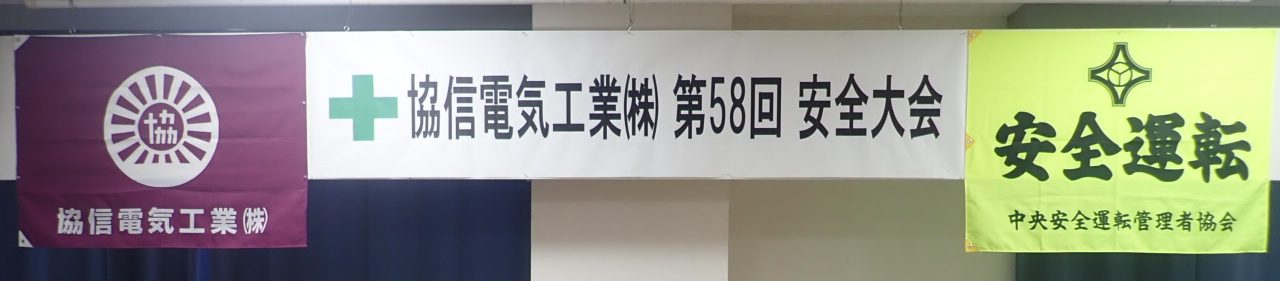 協
協信電気工業㈱
協信電気工業㈱ 第58回 安全大会
安全運転
中央安全運転管理者協会